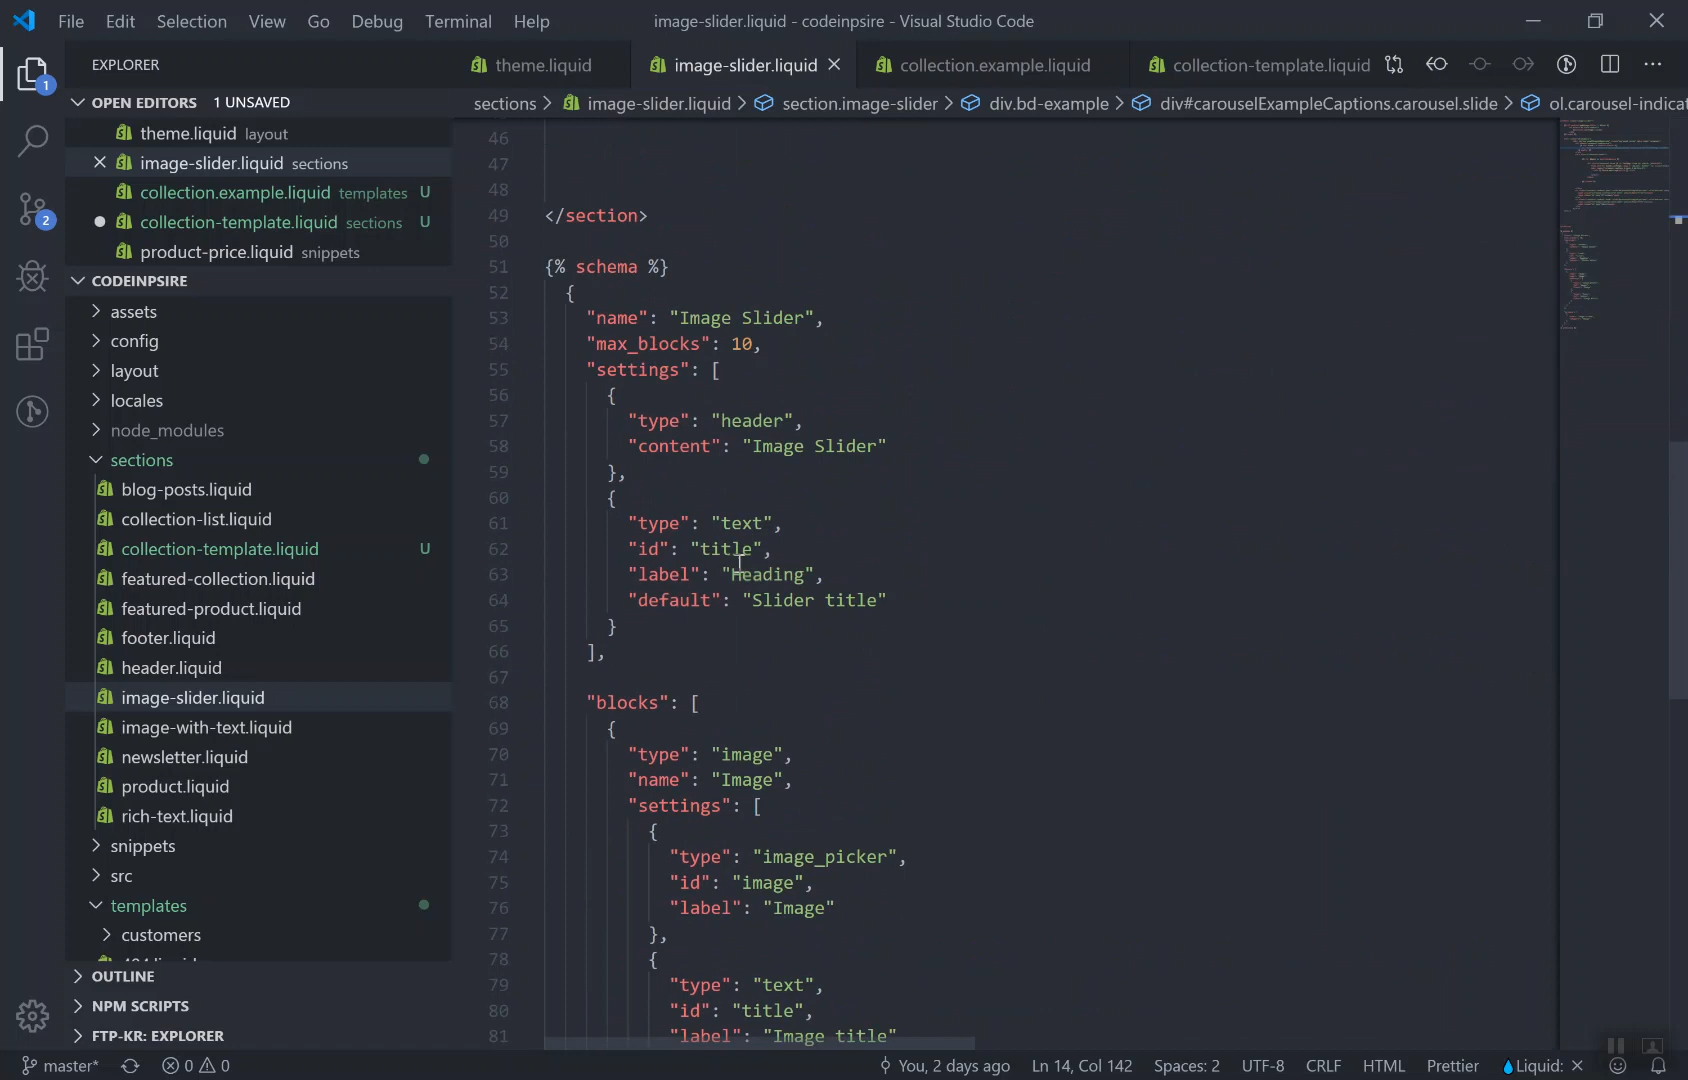 File Edit Selection View Go Debug Terminal Help
image-slider.liquid - codeinpsire - Visual Studio Code
EXPLORER
theme.liquid
image-slider.liquid
collection.example.liquid
collection-template.liquid
OPEN EDITORS 1 UNSAVED
theme.liquid layout
image-slider.liquid sections
collection.example.liquid templates U
collection-template.liquid sections U
product-price.liquid snippets
CODEINPSIRE
assets
config
layout
locales
node_modules
sections
blog-posts.liquid
collection-list.liquid
collection-template.liquid U
featured-collection.liquid
featured-product.liquid
footer.liquid
header.liquid
image-slider.liquid
image-with-text.liquid
newsletter.liquid
product.liquid
rich-text.liquid
snippets
src
templates
customers
OUTLINE
NPM SCRIPTS
FTP-KR: EXPLORER
1
2
sections > image-slider.liquid > section.image-slider > div.bd-example > div#carouselExampleCaptions.carousel.slide > ol.carousel-indicat
46
47
48
49 </section>
50
51 {% schema %}
52 {
53 "name": "Image Slider",
54 "max_blocks": 10,
55 "settings": [
56 {
57 "type": "header",
58 "content": "Image Slider"
59 },
60 {
61 "type": "text",
62 "id": "title",
63 "label": "Heading",
64 "default": "Slider title"
65 }
66 ],
67
68 "blocks": [
69 {
70 "type": "image",
71 "name": "Image",
72 "settings": [
73 {
74 "type": "image_picker",
75 "id": "image",
76 "label": "Image"
77 },
78 {
79 "type": "text",
80 "id": "title",
81 "label": "Image title"
master* 0 0
You, 2 days ago Ln 14, Col 142 Spaces: 2 UTF-8 CRLF HTML Prettier Liquid: